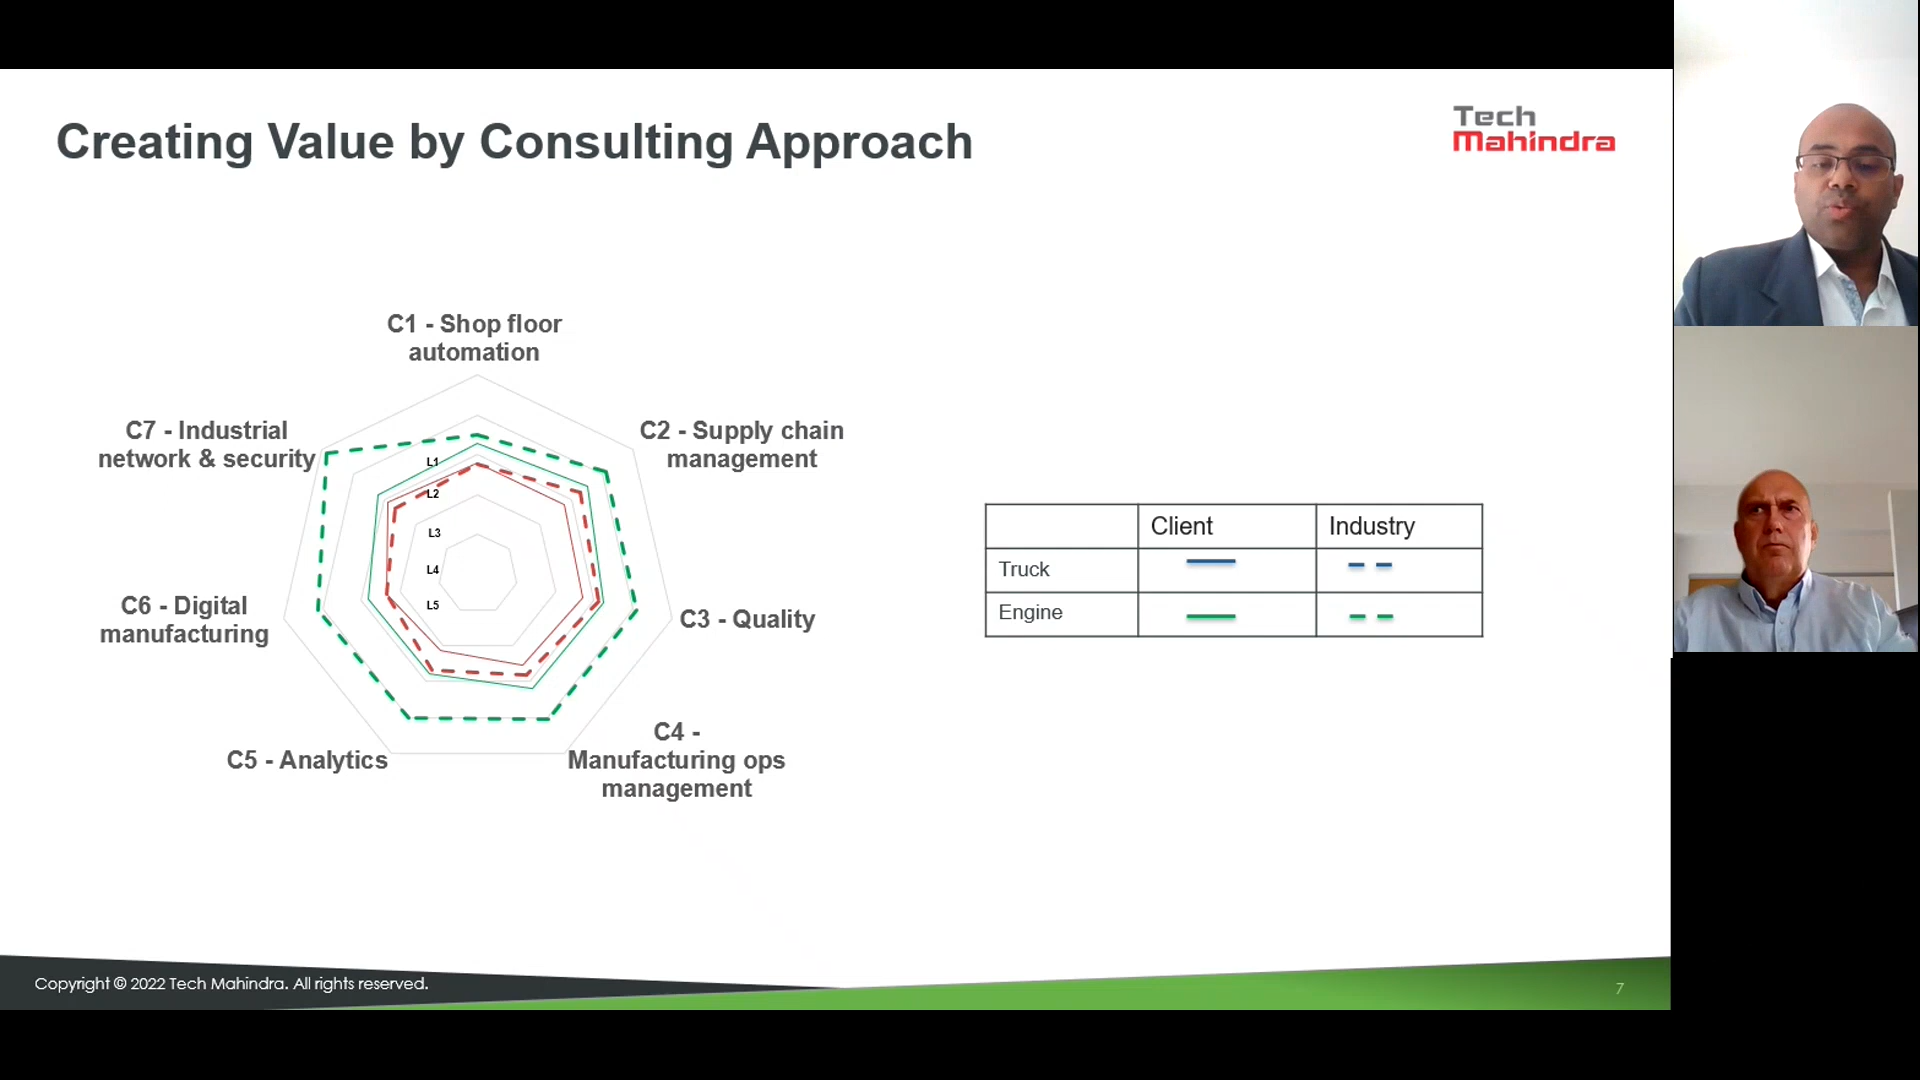 Creating Value by Consulting Approach
Tech
Mahindra
C1 - Shop floor
automation
C7 - Industrial
network & security
C2 - Supply chain
management
L1
L2
L3
L4
L5
C6 - Digital
manufacturing
C3 - Quality
C5 - Analytics
C4 -
Manufacturing ops
management
Client Industry
Truck
Engine
Copyright © 2022 Tech Mahindra. All rights reserved.
7